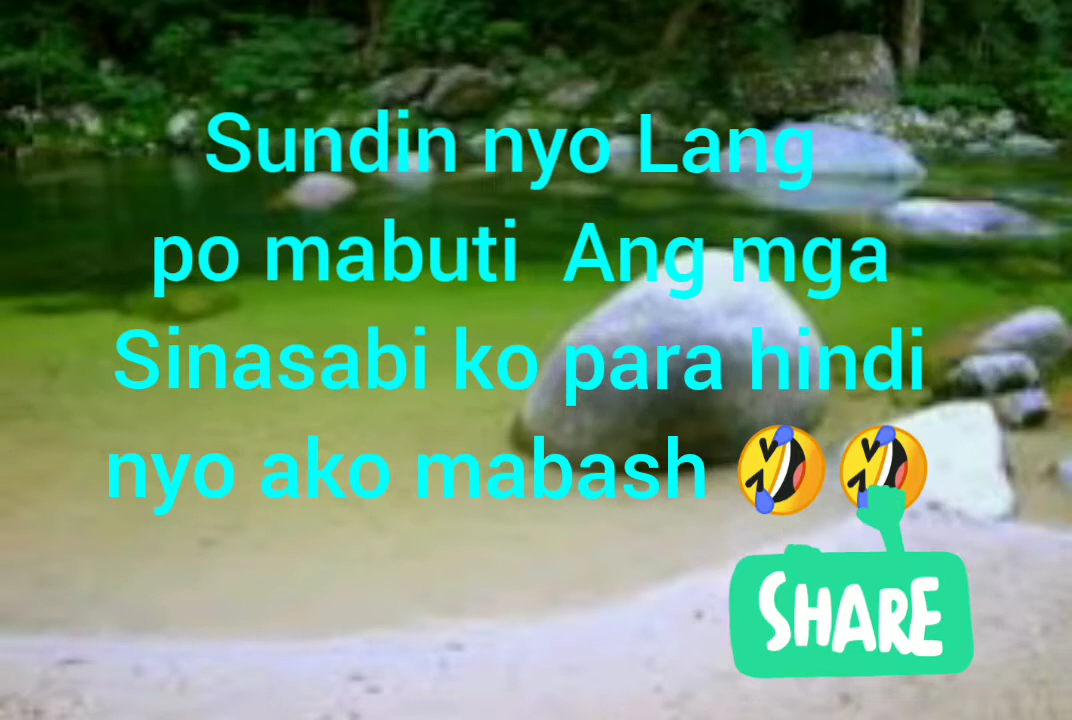 Sundin nyo Lang
po mabuti Ang mga
Sinasabi ko para hindi
nyo ako mabash 🤣🤣
SHARE